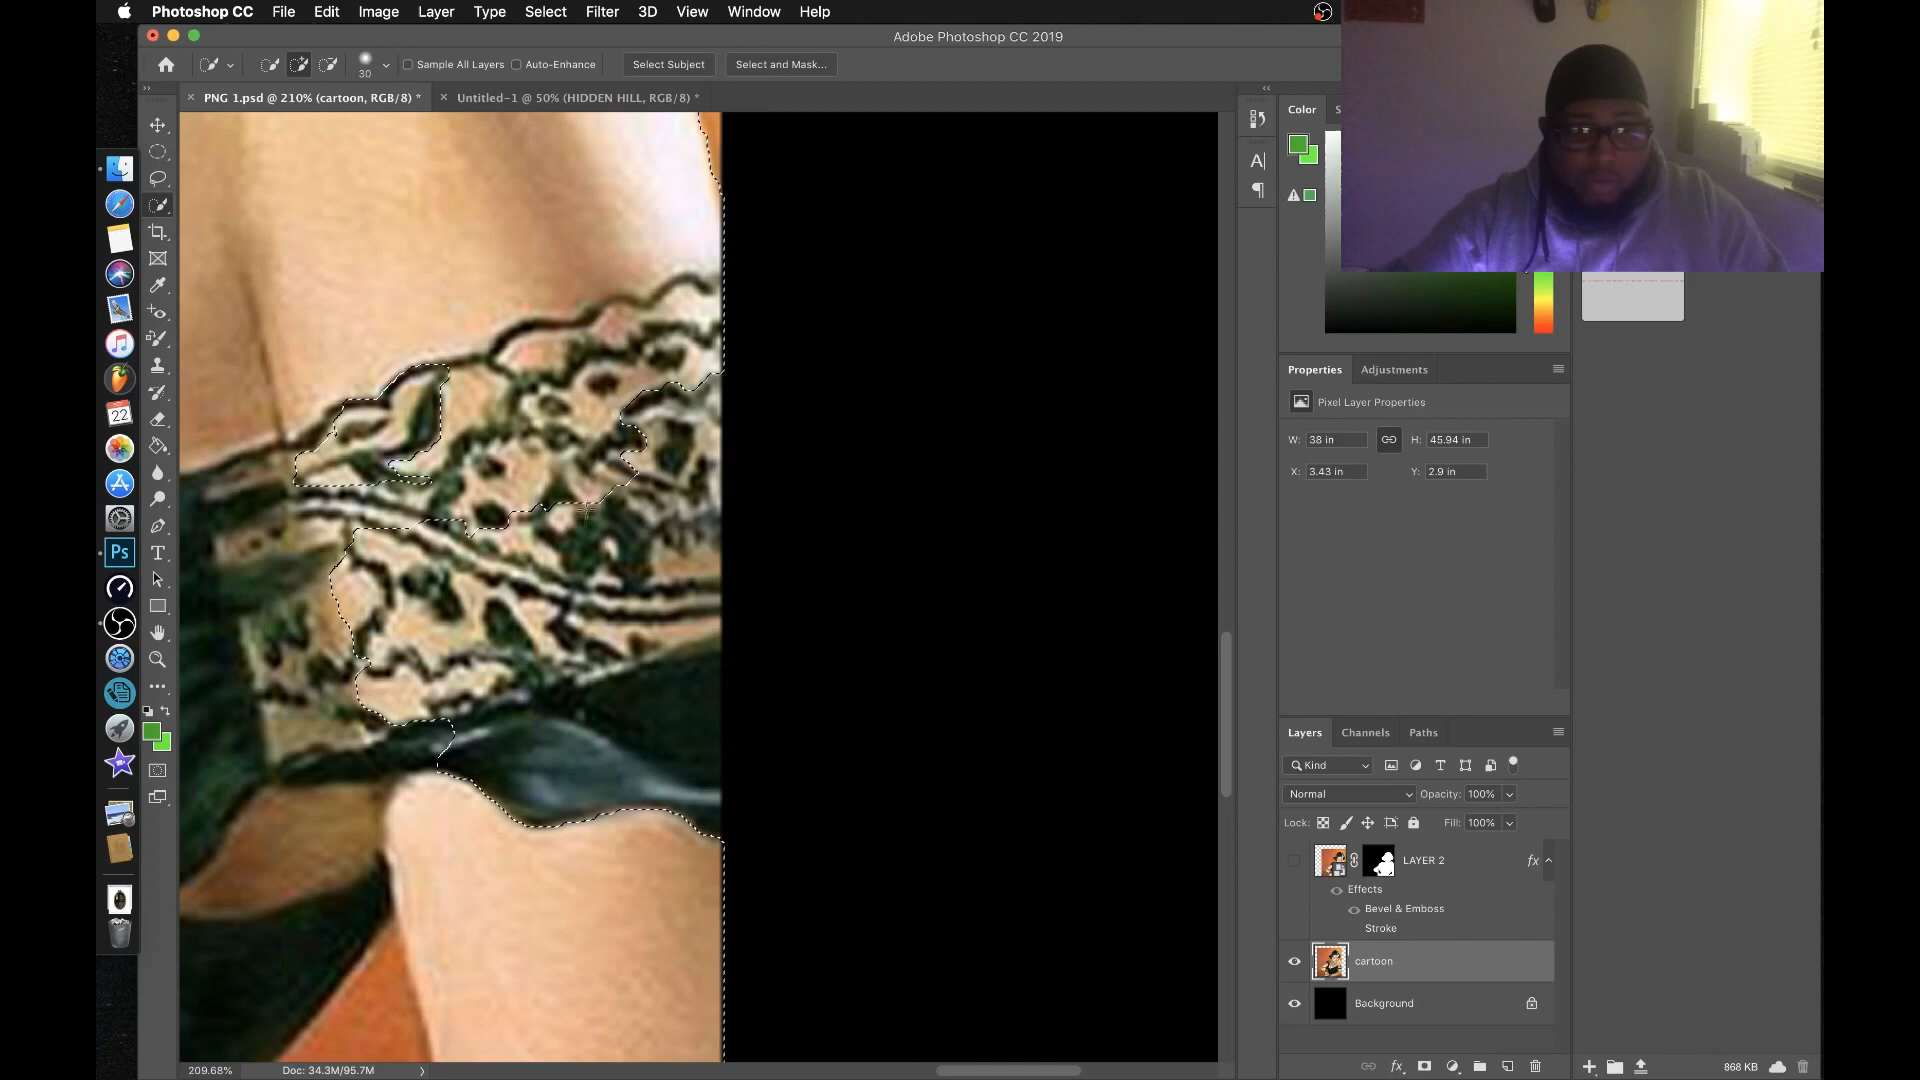 Photoshop CC File Edit Image Layer Type Select Filter 3D View Window Help
Adobe Photoshop CC 2019
30 Sample All Layers Auto-Enhance Select Subject Select and Mask...
PNG 1.psd @ 210% (cartoon, RGB/8) * Untitled-1 @ 50% (HIDDEN HILL, RGB/8) *
Color S
Properties Adjustments
Pixel Layer Properties
W: 38 in H: 45.94 in
X: 3.43 in Y: 2.9 in
22
Ps
Layers Channels Paths
Kind
Normal Opacity: 100%
Lock: Fill: 100%
LAYER 2 fx
Effects
Bevel & Emboss
Stroke
cartoon
Background
209.68% Doc: 34.3M/95.7M
fx 868 KB